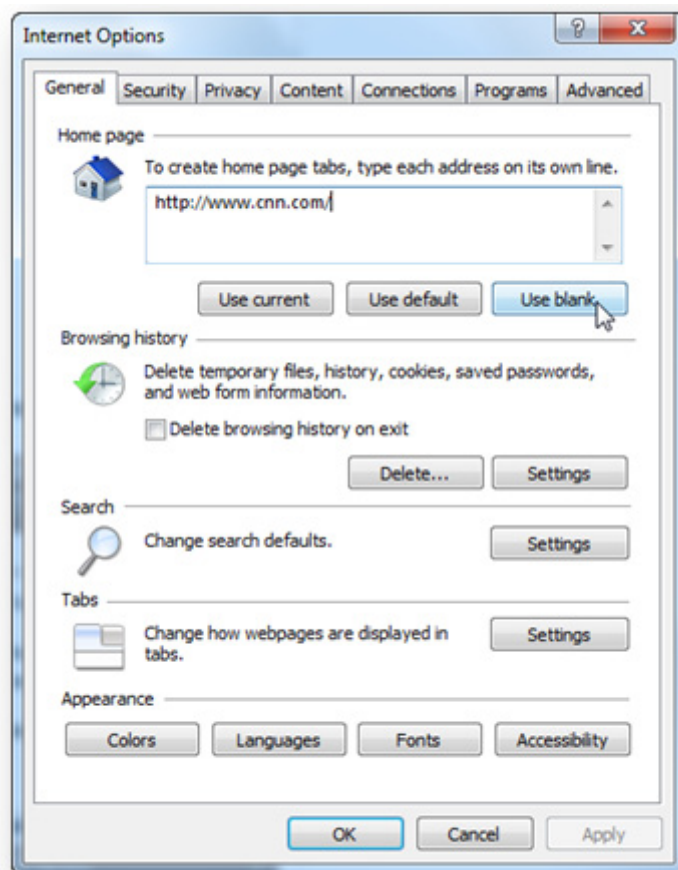 Internet Options
General Security Privacy Content Connections Programs Advanced
Home page
To create home page tabs, type each address on its own line.
http://www.cnn.com/
Use current Use default Use blank
Browsing history
Delete temporary files, history, cookies, saved passwords,
and web form information.
Delete browsing history on exit
Delete... Settings
Search
Change search defaults.
Settings
Tabs
Change how webpages are displayed in
tabs.
Settings
Appearance
Colors Languages Fonts Accessibility
OK Cancel Apply